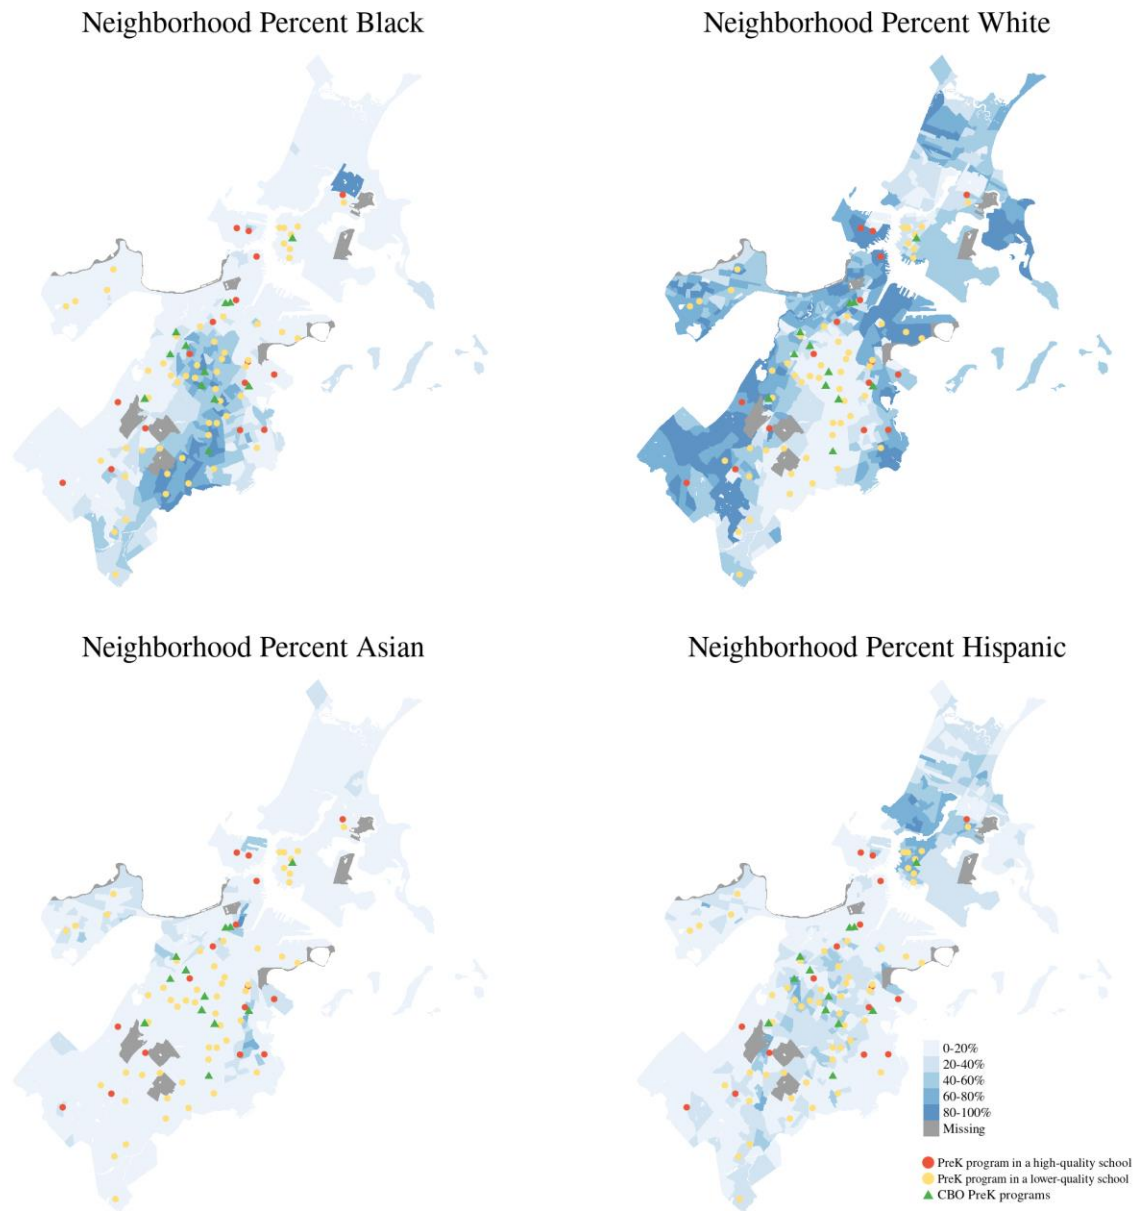 Neighborhood Percent Black
Neighborhood Percent White
Neighborhood Percent Asian
Neighborhood Percent Hispanic
0-20%
20-40%
40-60%
60-80%
80-100%
Missing
PreK program in a high-quality school
PreK program in a lower-quality school
CBO PreK programs